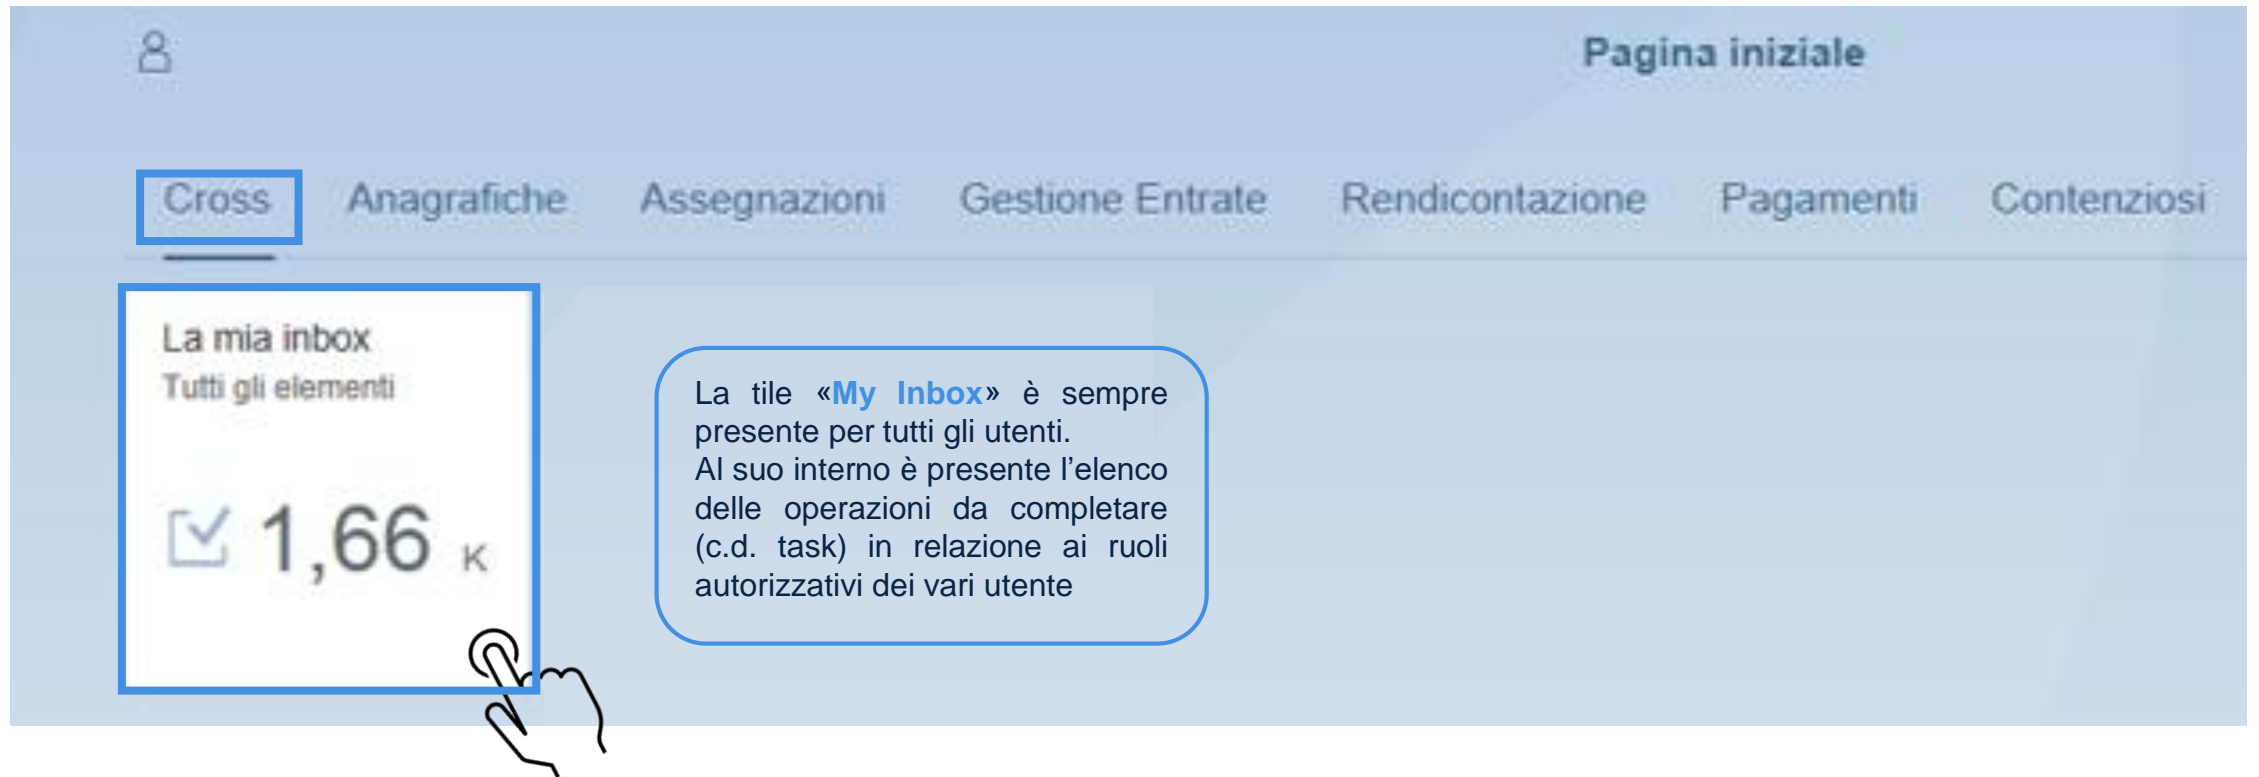 Pagina iniziale
Cross Anagrafiche Assegnazioni Gestione Entrate Rendicontazione Pagamenti Contenziosi
La mia inbox
Tutti gli elementi
1,66 K
La tile «My Inbox» è sempre
presente per tutti gli utenti.
Al suo interno è presente l’elenco
delle operazioni da completare
(c.d. task) in relazione ai ruoli
autorizzativi dei vari utente